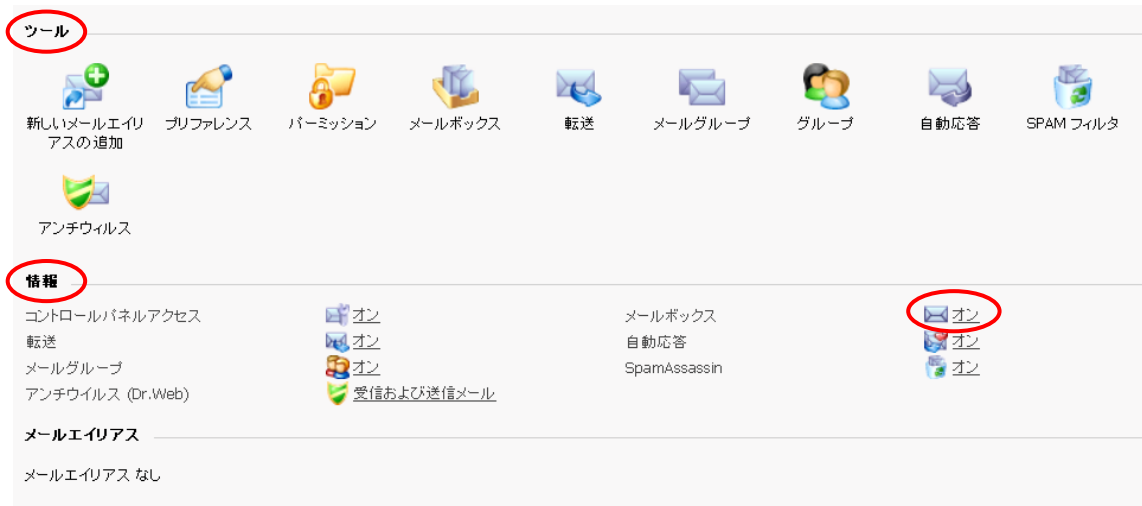 ツール
新しいメールエイリ プリファレンス パーミッション メールボックス 転送 メールグループ グループ 自動応答 SPAM フィルタ
アスの追加
アンチウィルス
情報
コントロールパネルアクセス オン メールボックス オン
転送 オン 自動応答 オン
メールグループ オン SpamAssassin オン
アンチウイルス (Dr.Web) 受信および送信メール
メールエイリアス
メールエイリアス なし